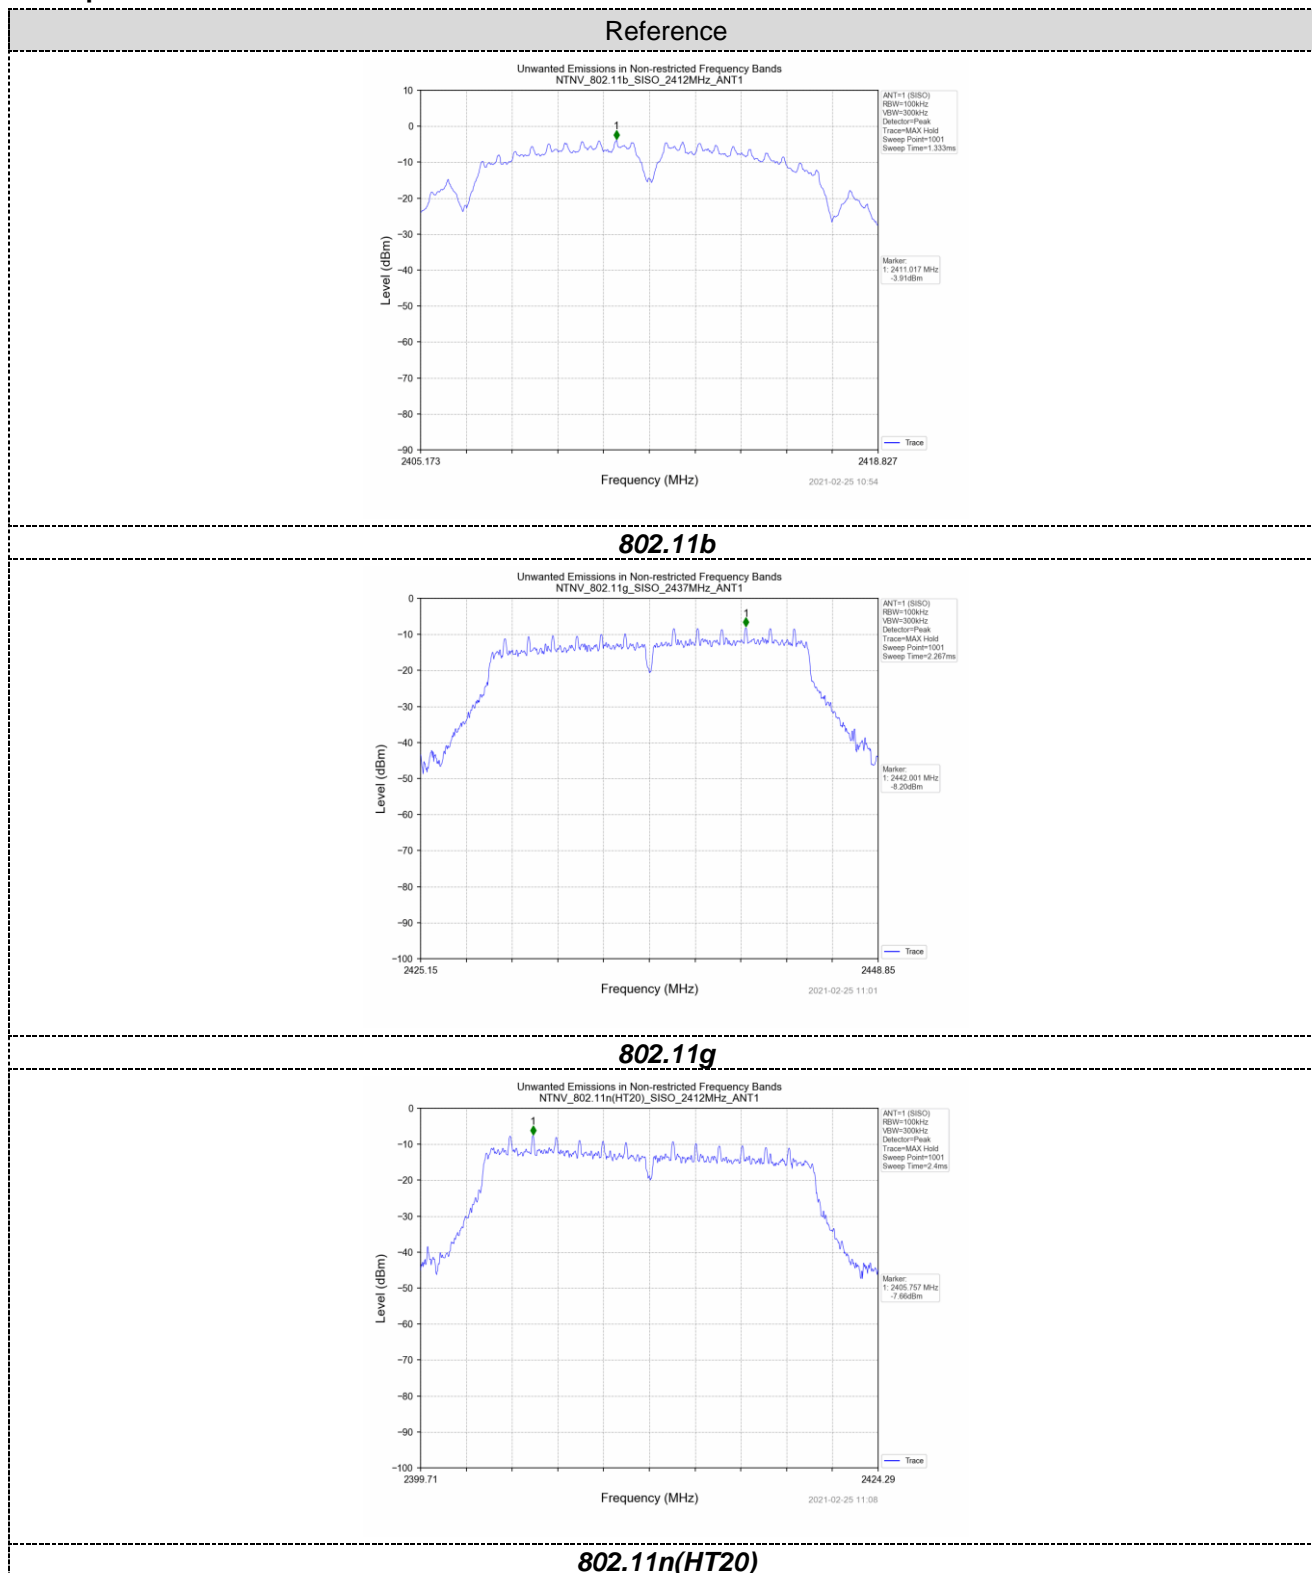 Reference
Unwanted Emissions in Non-restricted Frequency Bands
NTNV_802.11b_SISO_2412MHz_ANT1
10
0
−10
−20
−30
−40
−50
−60
−70
−80
−90
Level (dBm)
1
ANT=1 (SISO)
RBW=100kHz
VBW=300kHz
Detector=Peak
Trace=MAX Hold
Sweep Point=1001
Sweep Time=1.333ms
Marker:
1: 2411.017 MHz
-3.91dBm
Trace
2405.173
2418.827
Frequency (MHz)
2021-02-25 10:54
802.11b
Unwanted Emissions in Non-restricted Frequency Bands
NTNV_802.11g_SISO_2437MHz_ANT1
0
−10
−20
−30
−40
−50
−60
−70
−80
−90
−100
Level (dBm)
1
ANT=1 (SISO)
RBW=100kHz
VBW=300kHz
Detector=Peak
Trace=MAX Hold
Sweep Point=1001
Sweep Time=2.267ms
Marker:
1: 2442.001 MHz
-8.20dBm
Trace
2425.15
2448.85
Frequency (MHz)
2021-02-25 11:01
802.11g
Unwanted Emissions in Non-restricted Frequency Bands
NTNV_802.11n(HT20)_SISO_2412MHz_ANT1
0
−10
−20
−30
−40
−50
−60
−70
−80
−90
−100
Level (dBm)
1
ANT=1 (SISO)
RBW=100kHz
VBW=300kHz
Detector=Peak
Trace=MAX Hold
Sweep Point=1001
Sweep Time=2.4ms
Marker:
1: 2405.757 MHz
-7.66dBm
Trace
2399.71
2424.29
Frequency (MHz)
2021-02-25 11:08
802.11n(HT20)